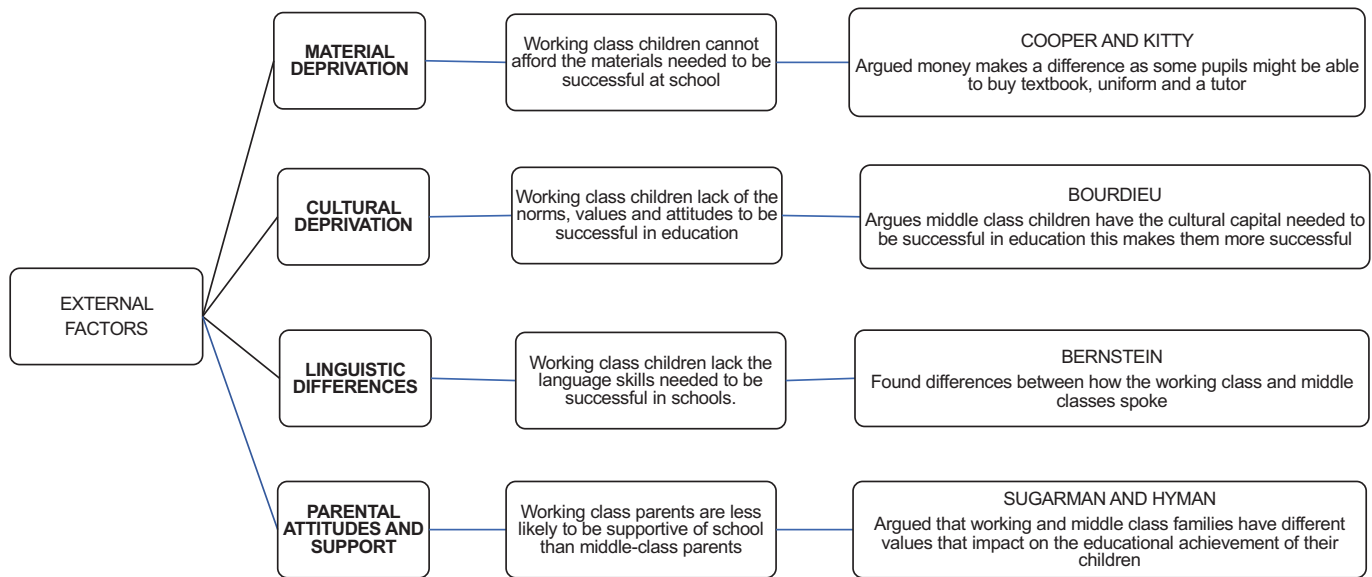 EXTERNAL
FACTORS
MATERIAL
DEPRIVATION
Working class children cannot
afford the materials needed to be
successful at school
COOPER AND KITTY
Argued money makes a difference as some pupils might be able
to buy textbook, uniform and a tutor
CULTURAL
DEPRIVATION
Working class children lack of the
norms, values and attitudes to be
successful in education
BOURDIEU
Argues middle class children have the cultural capital needed to
be successful in education this makes them more successful
LINGUISTIC
DIFFERENCES
Working class children lack the
language skills needed to be
successful in schools.
BERNSTEIN
Found differences between how the working class and middle
classes spoke
PARENTAL
ATTITUDES AND
SUPPORT
Working class parents are less
likely to be supportive of school
than middle-class parents
SUGARMAN AND HYMAN
Argued that working and middle class families have different
values that impact on the educational achievement of their
children